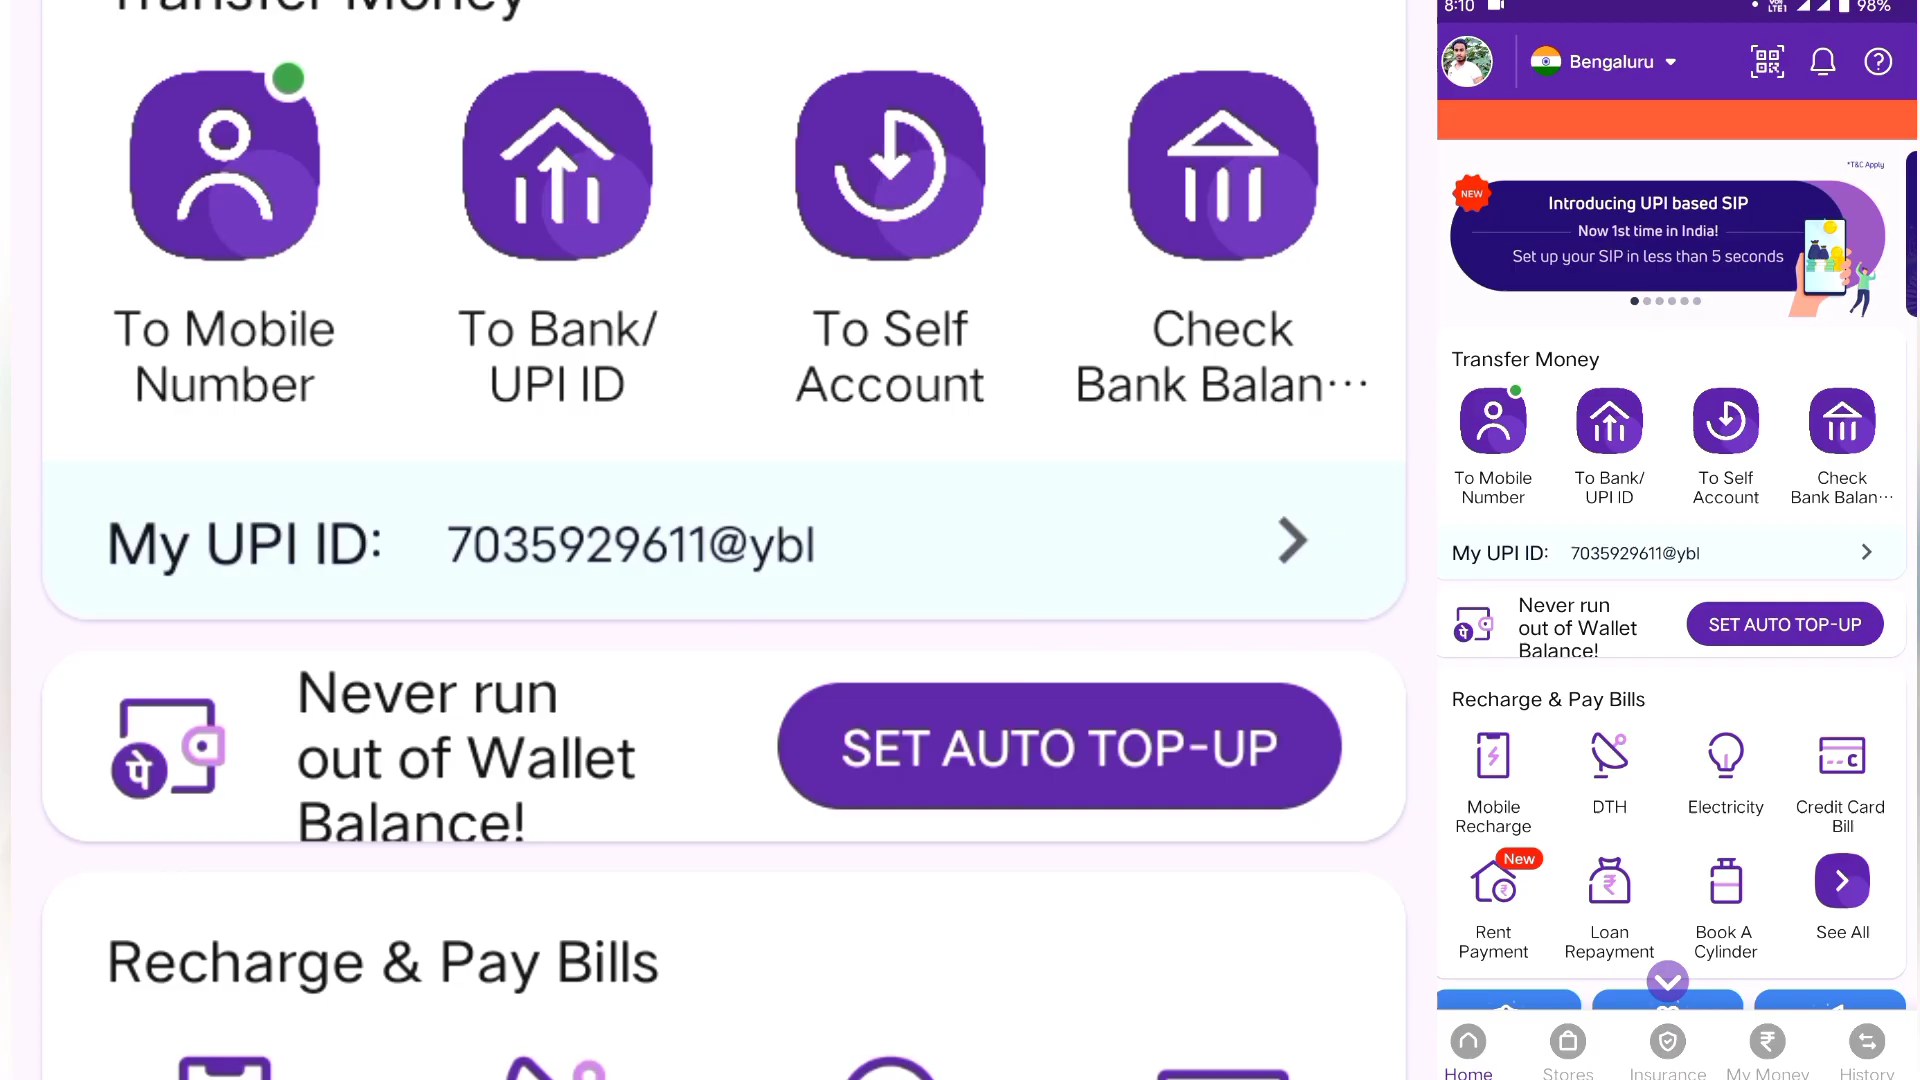 Transfer Money
To Mobile
Number
To Bank/
UPI ID
To Self
Account
Check
Bank Balan...
My UPI ID: 7035929611@ybl
पे
Never run
out of Wallet
Balance!
SET AUTO TOP-UP
Recharge & Pay Bills
8:10
VoLTE1
98%
Bengaluru
*T&C Apply
NEW
Introducing UPI based SIP
Now 1st time in India!
Set up your SIP in less than 5 seconds
Transfer Money
To Mobile
Number
To Bank/
UPI ID
To Self
Account
Check
Bank Balan...
My UPI ID: 7035929611@ybl
पे
Never run
out of Wallet
Balance!
SET AUTO TOP-UP
Recharge & Pay Bills
Mobile
Recharge
DTH
Electricity
Credit Card
Bill
New
Rent
Payment
Loan
Repayment
Book A
Cylinder
See All
Home
Stores
Insurance
My Money
History